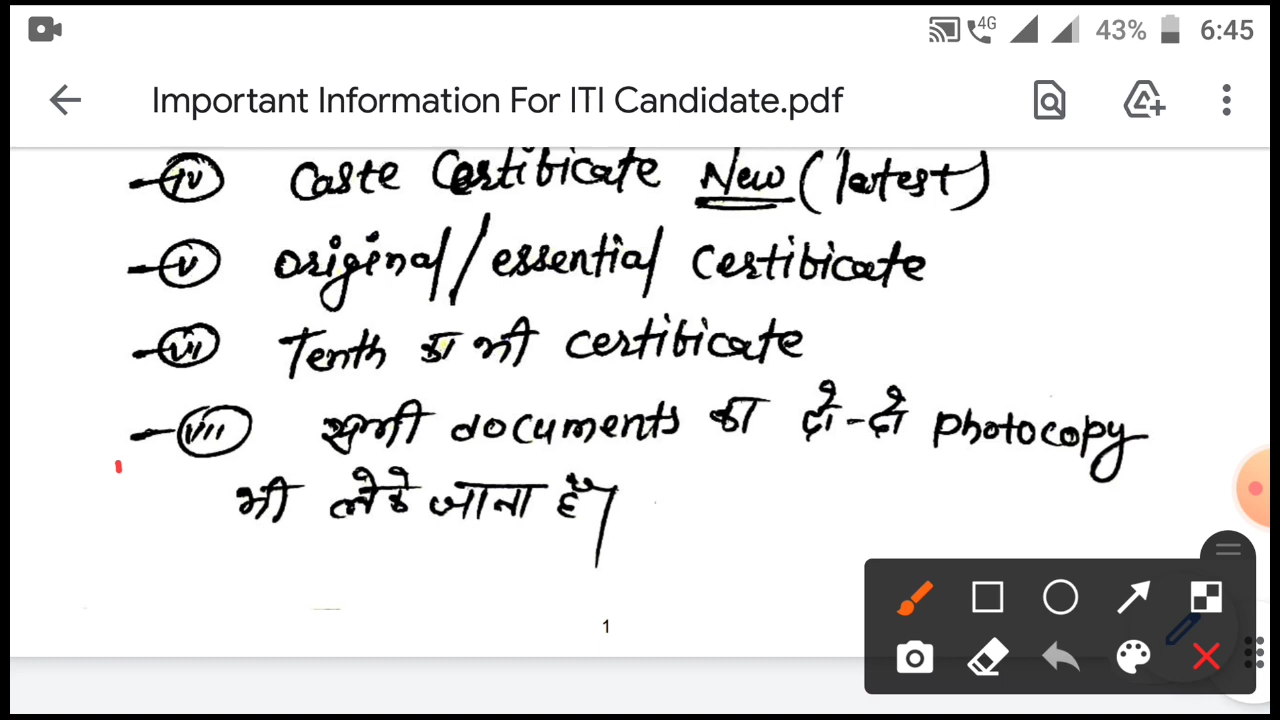 4G 43% 6:45
Important Information For ITI Candidate.pdf
iv Caste Certificate New (latest)
v original/essential certificate
vii Tenth का भी certificate
vii सभी documents का दो-दो photocopy
भी लेके जाना है।
1